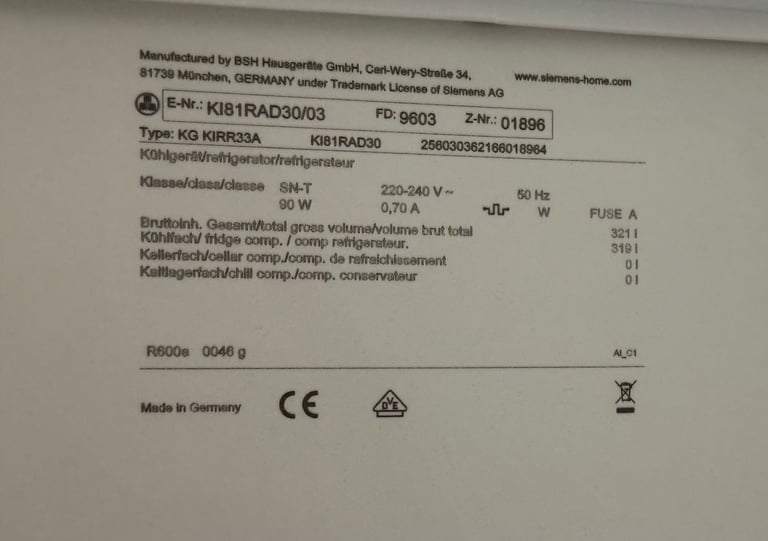 Manufactured by BSH Hausgeräte GmbH, Carl-Wery-Straße 34, www.siemens-home.com
81739 München, GERMANY under Trademark License of Siemens AG
E-Nr.: KI81RAD30/03 FD: 9603 Z-Nr.: 01896
Type: KG KIRR33A KI81RAD30 256030362166018964
Kühlgerät/refrigerator/refrigerateur
Klasse/class/classe SN-T 220-240 V ~ 50 Hz
90 W 0,70 A W FUSE A
Bruttoinh. Gesamt/total gross volume/volume brut total 321 l
Kühlfach/ fridge comp. / comp refrigerateur. 319 l
Kellerfach/cellar comp./comp. de rafraichissement 0 l
Kaltlagerfach/chill comp./comp. conservateur 0 l
R600a 0046 g AI_C1
Made in Germany CE DVE